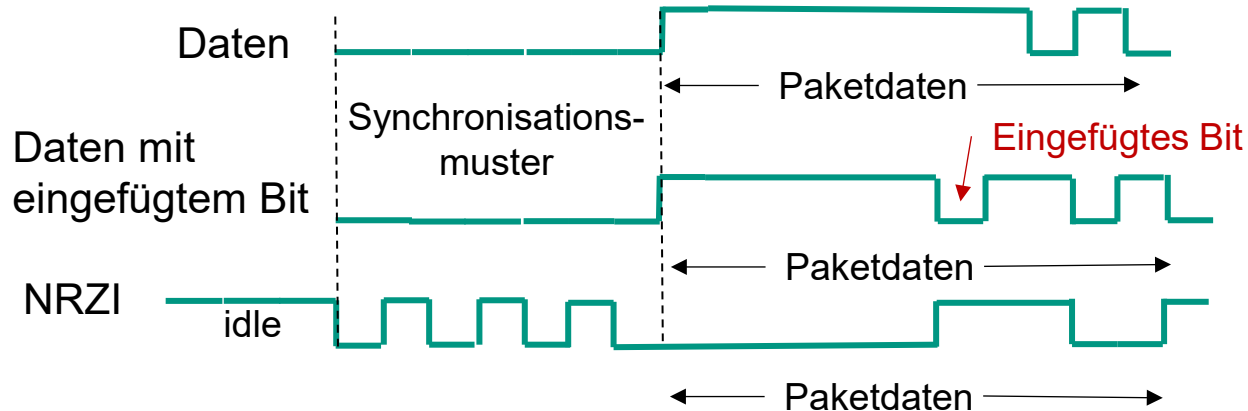 Daten
Paketdaten
Synchronisations-
muster
Daten mit
eingefügtem Bit
Eingefügtes Bit
Paketdaten
NRZI
idle
Paketdaten